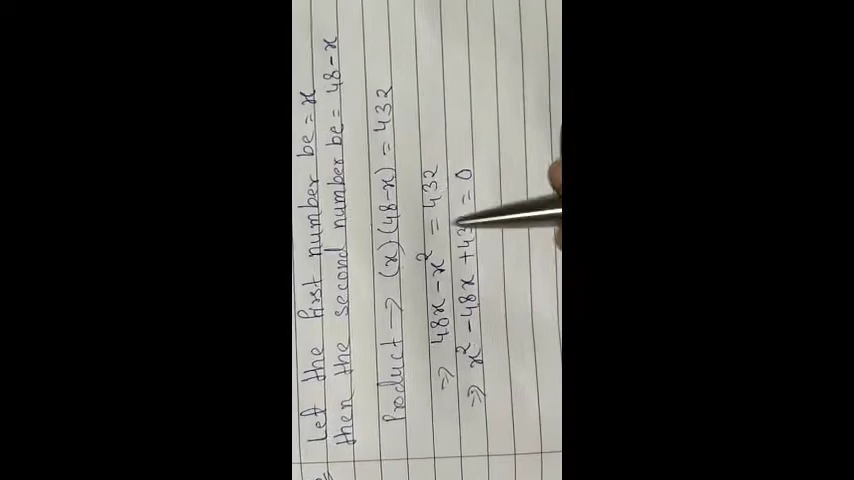 Let the first number be = x
then the second number be = 48-x
Product → (x)(48-x) = 432
⇒ 48x - x² = 432
⇒ x² - 48x + 43 = 0